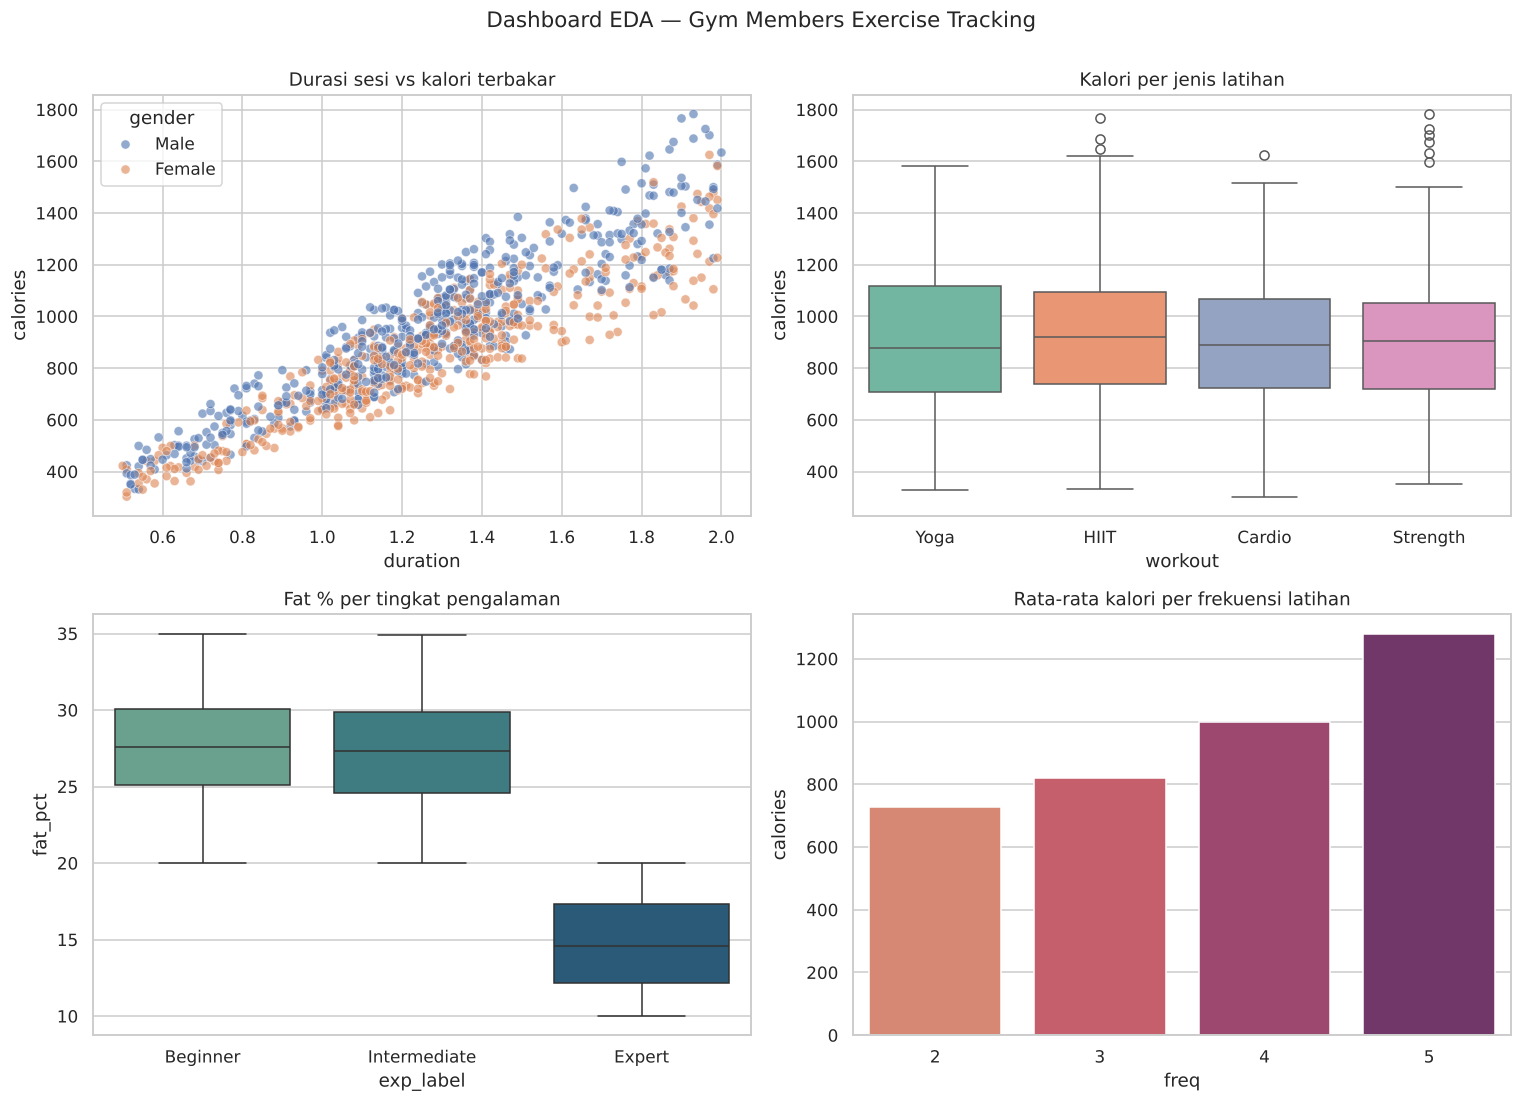 Dashboard EDA — Gym Members Exercise Tracking
Durasi sesi vs kalori terbakar
gender
Male
Female
1800
1600
1400
1200
1000
800
600
400
calories
0.6 0.8 1.0 1.2 1.4 1.6 1.8 2.0
duration
Kalori per jenis latihan
1800
1600
1400
1200
1000
800
600
400
calories
Yoga HIIT Cardio Strength
workout
Fat % per tingkat pengalaman
35
30
25
20
15
10
fat_pct
Beginner Intermediate Expert
exp_label
Rata-rata kalori per frekuensi latihan
1200
1000
800
600
400
200
0
calories
2 3 4 5
freq